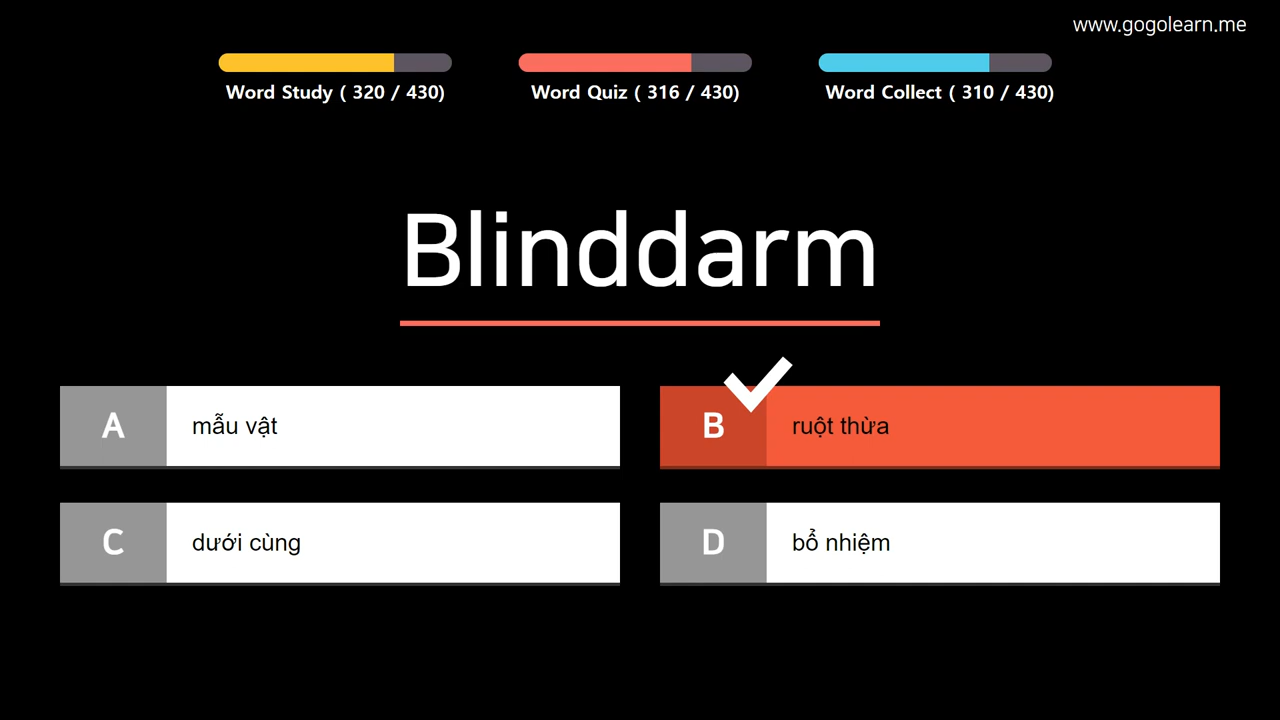 www.gogolearn.me
Word Study ( 320 / 430)
Word Quiz ( 316 / 430)
Word Collect ( 310 / 430)
Blinddarm
A mẫu vật
B ruột thừa
C dưới cùng
D bổ nhiệm